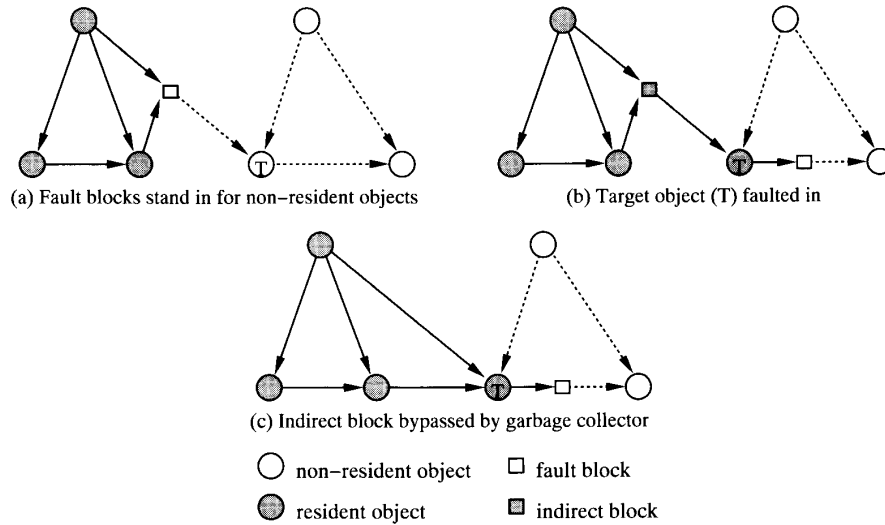 T
(a) Fault blocks stand in for non−resident objects
T
(b) Target object (T) faulted in
T
(c) Indirect block bypassed by garbage collector
non−resident object
fault block
resident object
indirect block